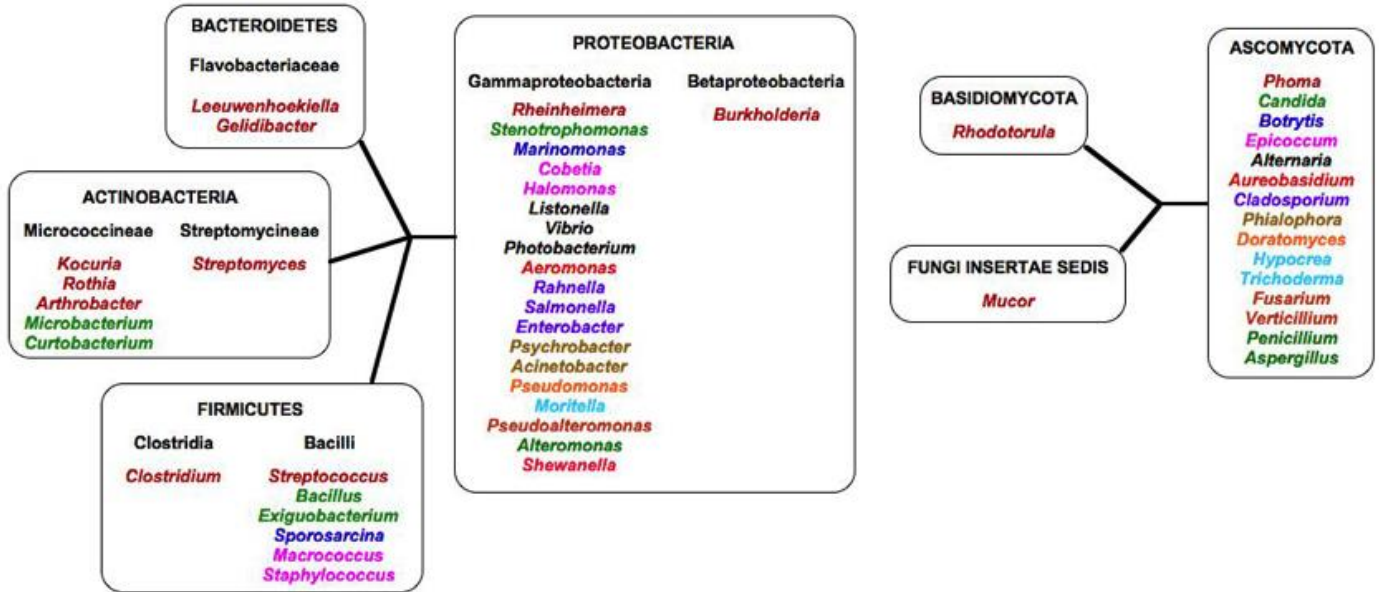 BACTEROIDETES
Flavobacteriaceae
Leeuwenhoekiella
Gelidibacter
ACTINOBACTERIA
Micrococcineae
Kocuria
Rothia
Arthrobacter
Microbacterium
Curtobacterium
Streptomycineae
Streptomyces
FIRMICUTES
Clostridia
Clostridium
Bacilli
Streptococcus
Bacillus
Exiguobacterium
Sporosarcina
Macrococcus
Staphylococcus
PROTEOBACTERIA
Gammaproteobacteria
Rheinheimera
Stenotrophomonas
Marinomonas
Cobetia
Halomonas
Listonella
Vibrio
Photobacterium
Aeromonas
Rahnella
Salmonella
Enterobacter
Psychrobacter
Acinetobacter
Pseudomonas
Moritella
Pseudoalteromonas
Alteromonas
Shewanella
Betaproteobacteria
Burkholderia
BASIDIOMYCOTA
Rhodotorula
FUNGI INSERTAE SEDIS
Mucor
ASCOMYCOTA
Phoma
Candida
Botrytis
Epicoccum
Alternaria
Aureobasidium
Cladosporium
Phialophora
Doratomyces
Hypocrea
Trichoderma
Fusarium
Verticillium
Penicillium
Aspergillus